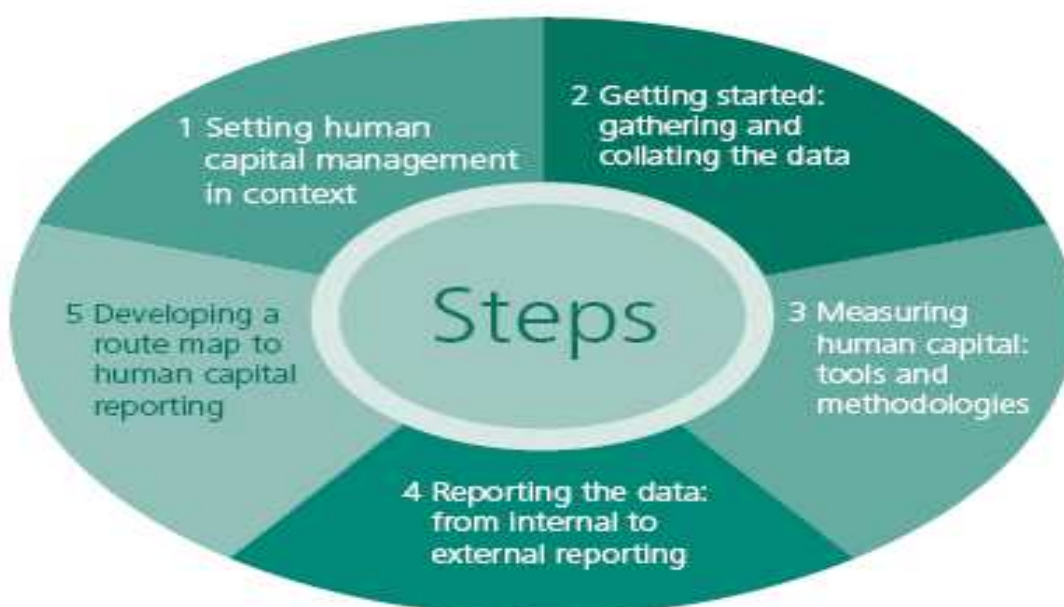 1 Setting human
capital management
in context
2 Getting started:
gathering and
collating the data
3 Measuring
human capital:
tools and
methodologies
4 Reporting the data:
from internal to
external reporting
5 Developing a
route map to
human capital
reporting
Steps